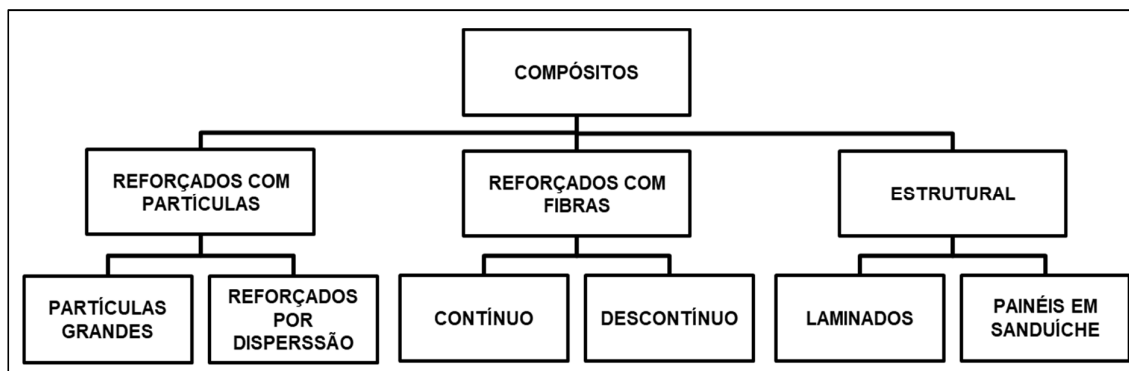 COMPÓSITOS
REFORÇADOS COM
PARTÍCULAS
REFORÇADOS COM
FIBRAS
ESTRUTURAL
PARTÍCULAS
GRANDES
REFORÇADOS
POR
DISPERSSÃO
CONTÍNUO
DESCONTÍNUO
LAMINADOS
PAINÉIS EM
SANDUÍCHE